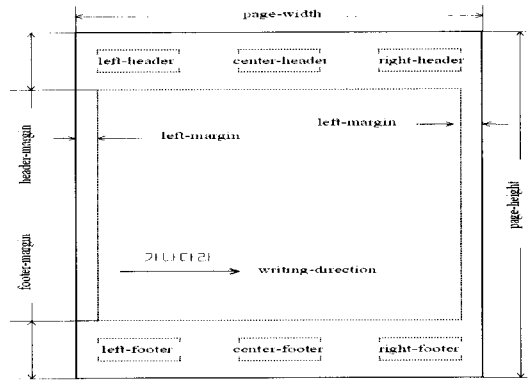 page-width
left-header center-header right-header
left-margin
left-margin
header-margin
page-height
footer-margin
가나다라
writing-direction
left-footer center-footer right-footer